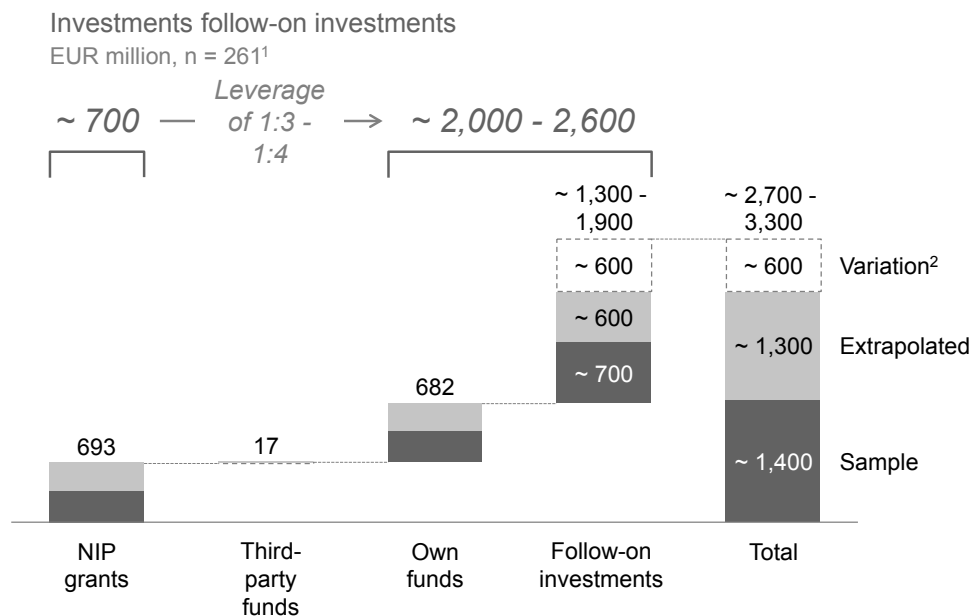 Investments follow-on investments
EUR million, n = 261¹
~ 700
Leverage
of 1:3 -
1:4
~ 2,000 - 2,600
~ 1,300 -
1,900
~ 2,700 -
3,300
~ 600
~ 600
Variation²
~ 600
~ 1,300
Extrapolated
~ 700
682
693
17
~ 1,400
Sample
NIP
grants
Third-
party
funds
Own
funds
Follow-on
investments
Total